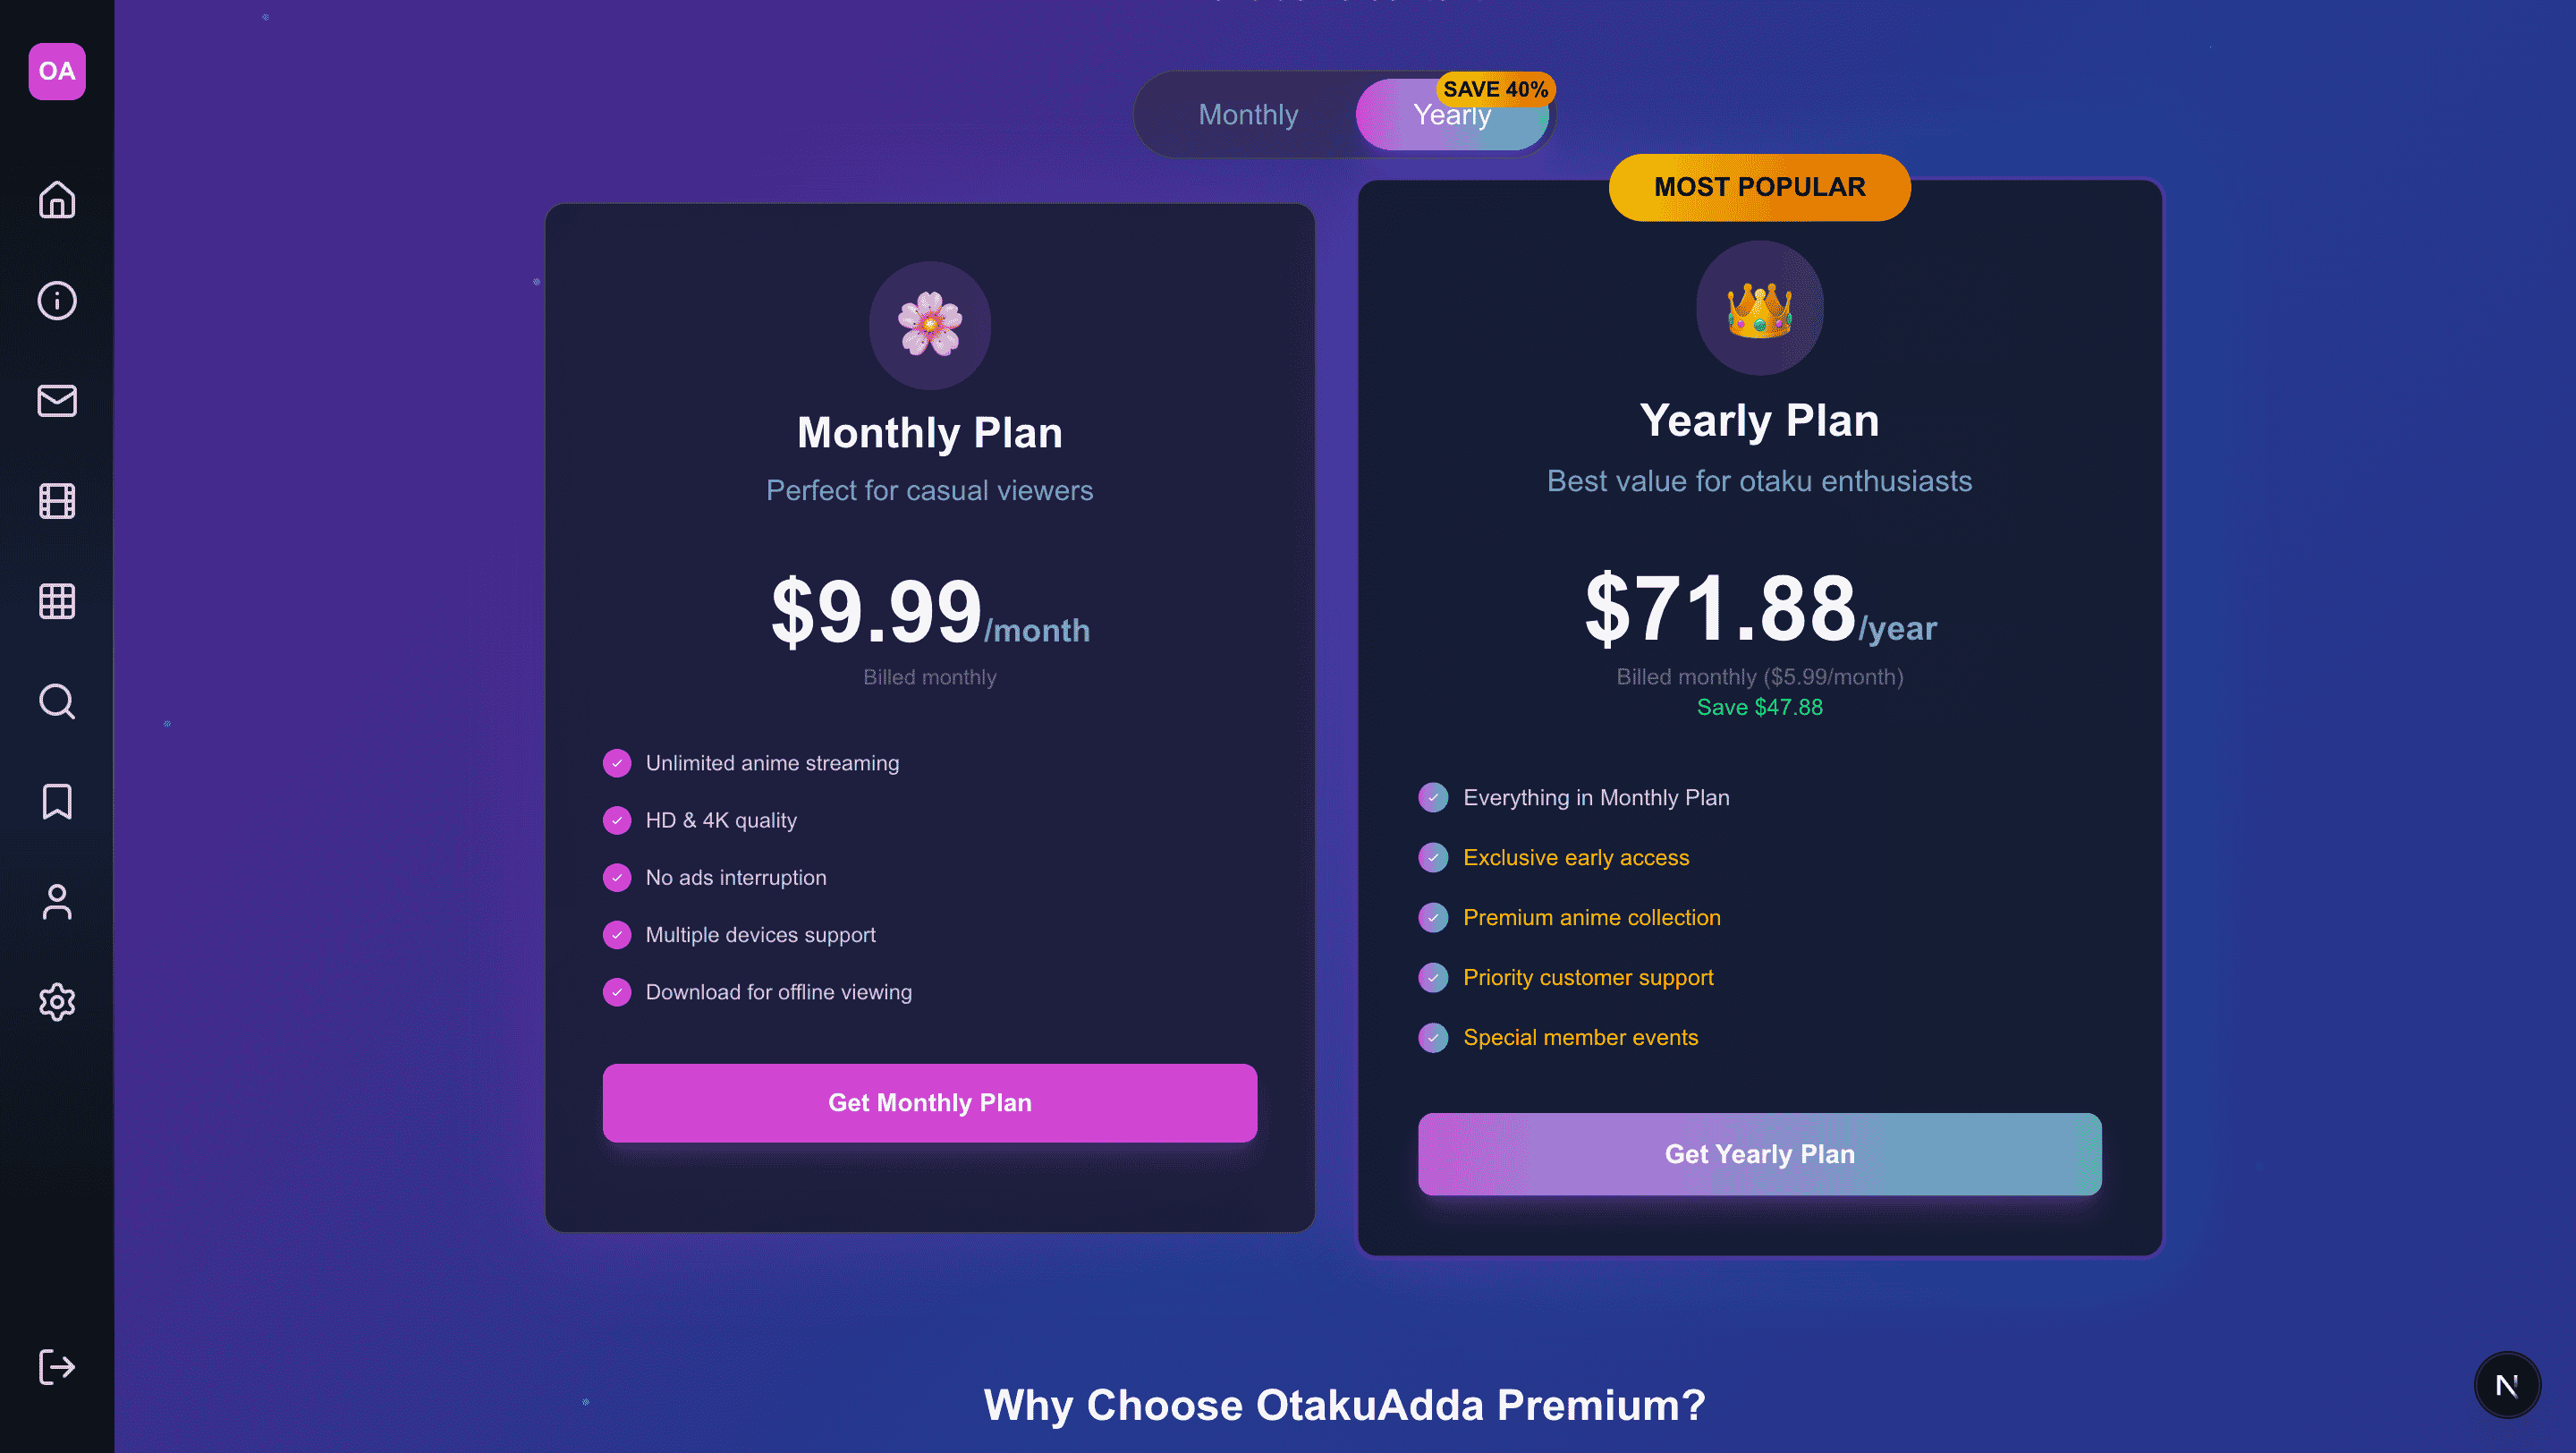 OA
Monthly
Yearly
SAVE 40%
Monthly Plan
Perfect for casual viewers
$9.99/month
Billed monthly
Unlimited anime streaming
HD & 4K quality
No ads interruption
Multiple devices support
Download for offline viewing
Get Monthly Plan
MOST POPULAR
Yearly Plan
Best value for otaku enthusiasts
$71.88/year
Billed monthly ($5.99/month)
Save $47.88
Everything in Monthly Plan
Exclusive early access
Premium anime collection
Priority customer support
Special member events
Get Yearly Plan
Why Choose OtakuAdda Premium?
N